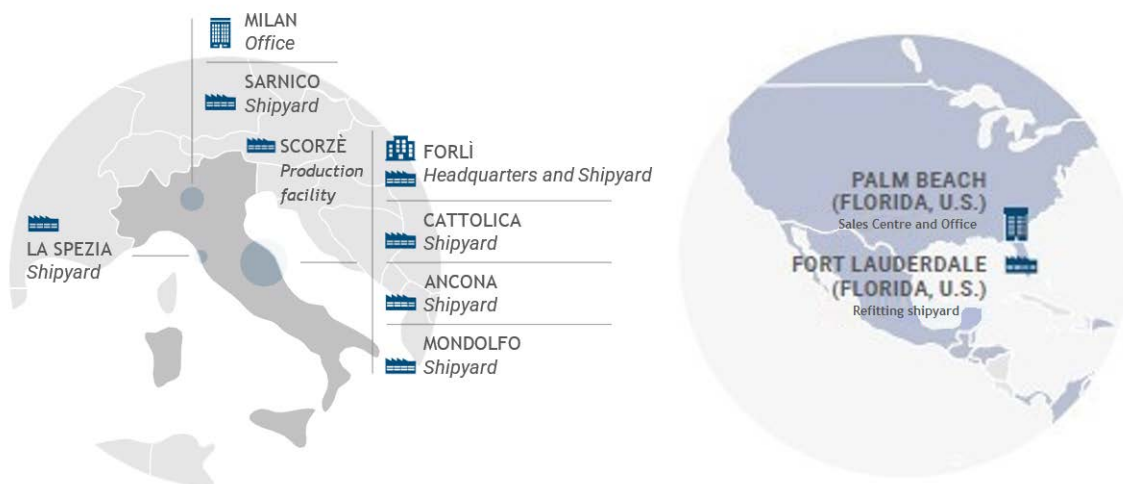 MILAN
Office
SARNICO
Shipyard
SCORZÈ
Production
facility
LA SPEZIA
Shipyard
FORLÌ
Headquarters and Shipyard
CATTOLICA
Shipyard
ANCONA
Shipyard
MONDOLFO
Shipyard
PALM BEACH
(FLORIDA, U.S.)
Sales Centre and Office
FORT LAUDERDALE
(FLORIDA, U.S.)
Refitting shipyard